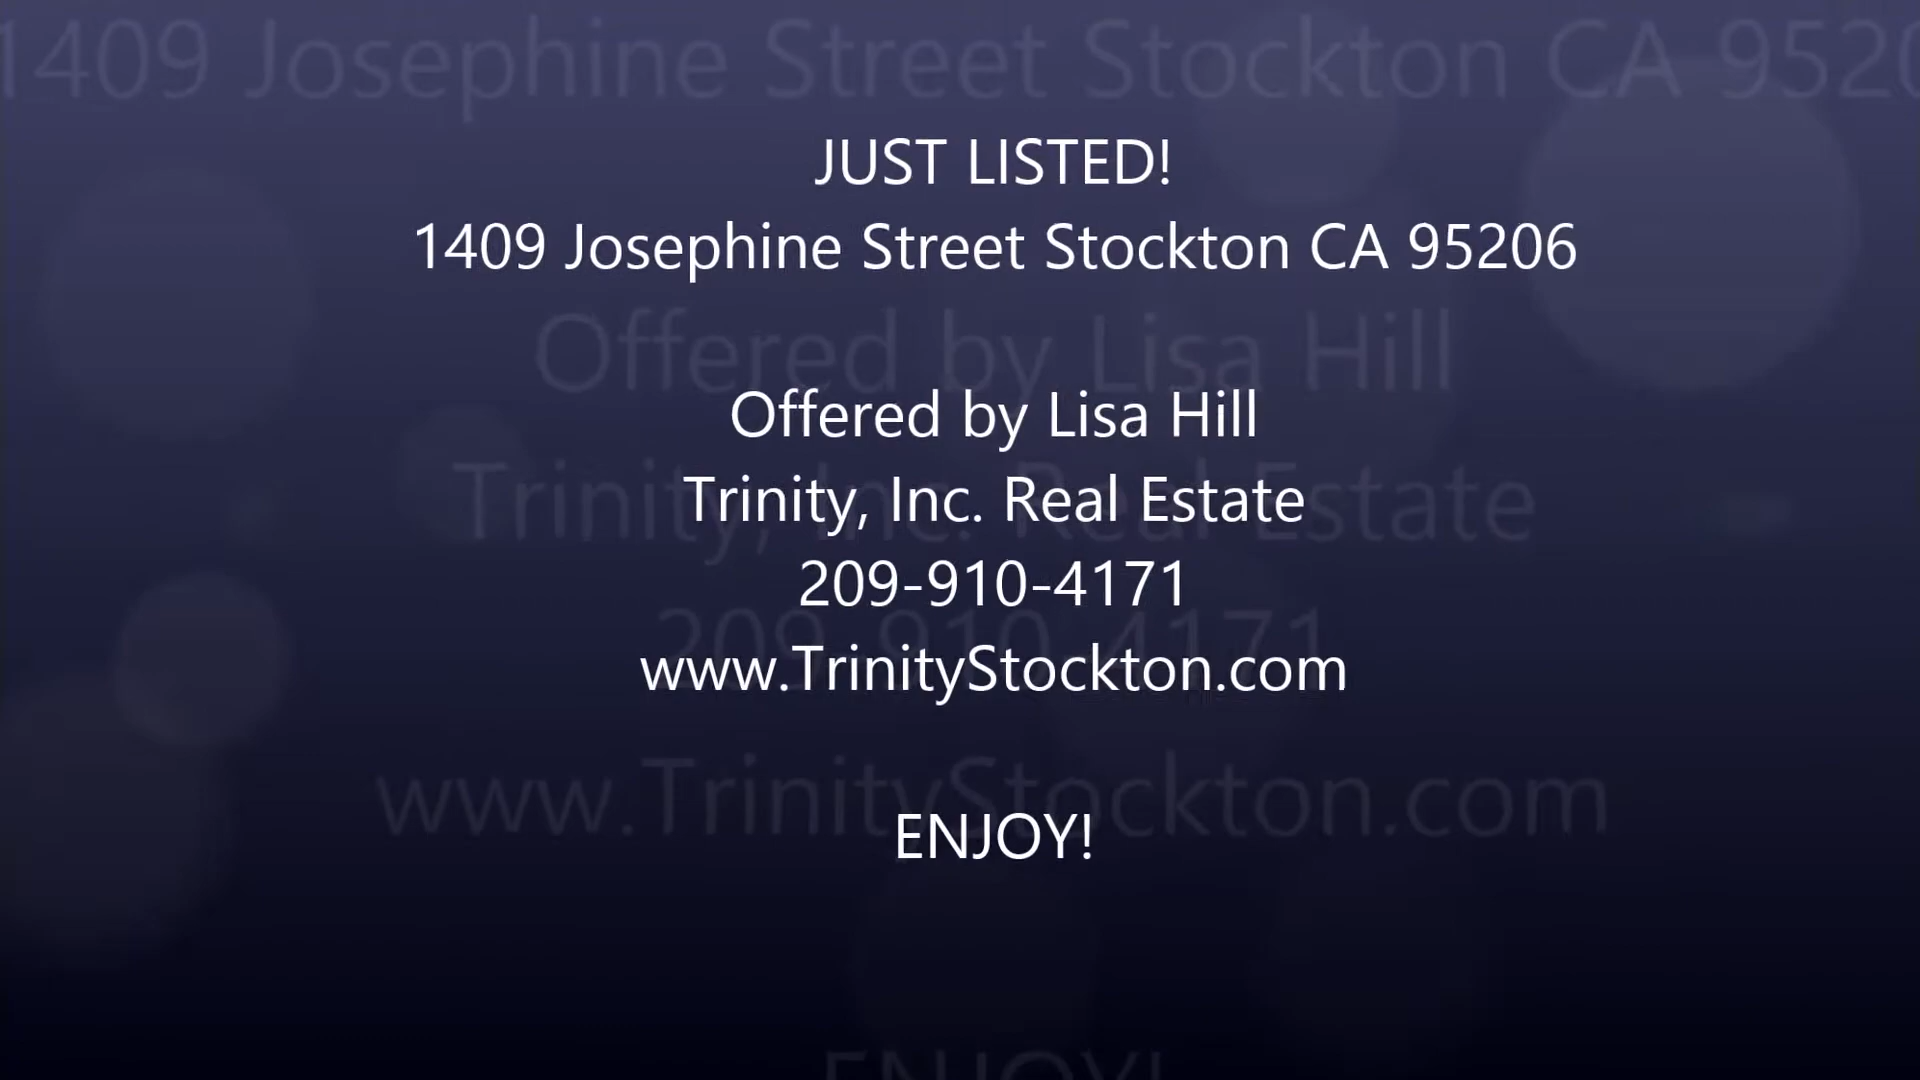 JUST LISTED!
1409 Josephine Street Stockton CA 95206
Offered by Lisa Hill
Trinity, Inc. Real Estate
209-910-4171
www.TrinityStockton.com
ENJOY!